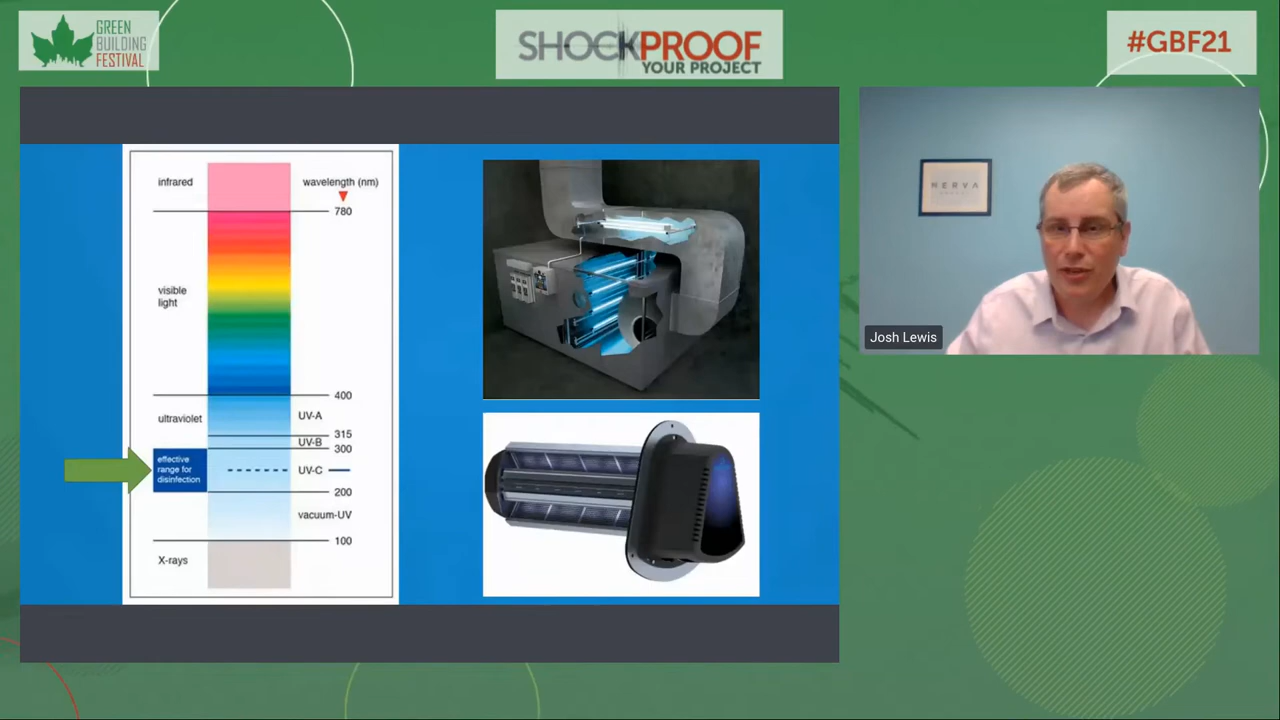 GREEN
BUILDING
FESTIVAL
SHOCKPROOF
YOUR PROJECT
#GBF21
infrared
wavelength (nm)
780
visible
light
400
ultraviolet
UV-A
315
UV-B
300
effective
range for
disinfection
UV-C
200
vacuum-UV
100
X-rays
NERVA
Josh Lewis